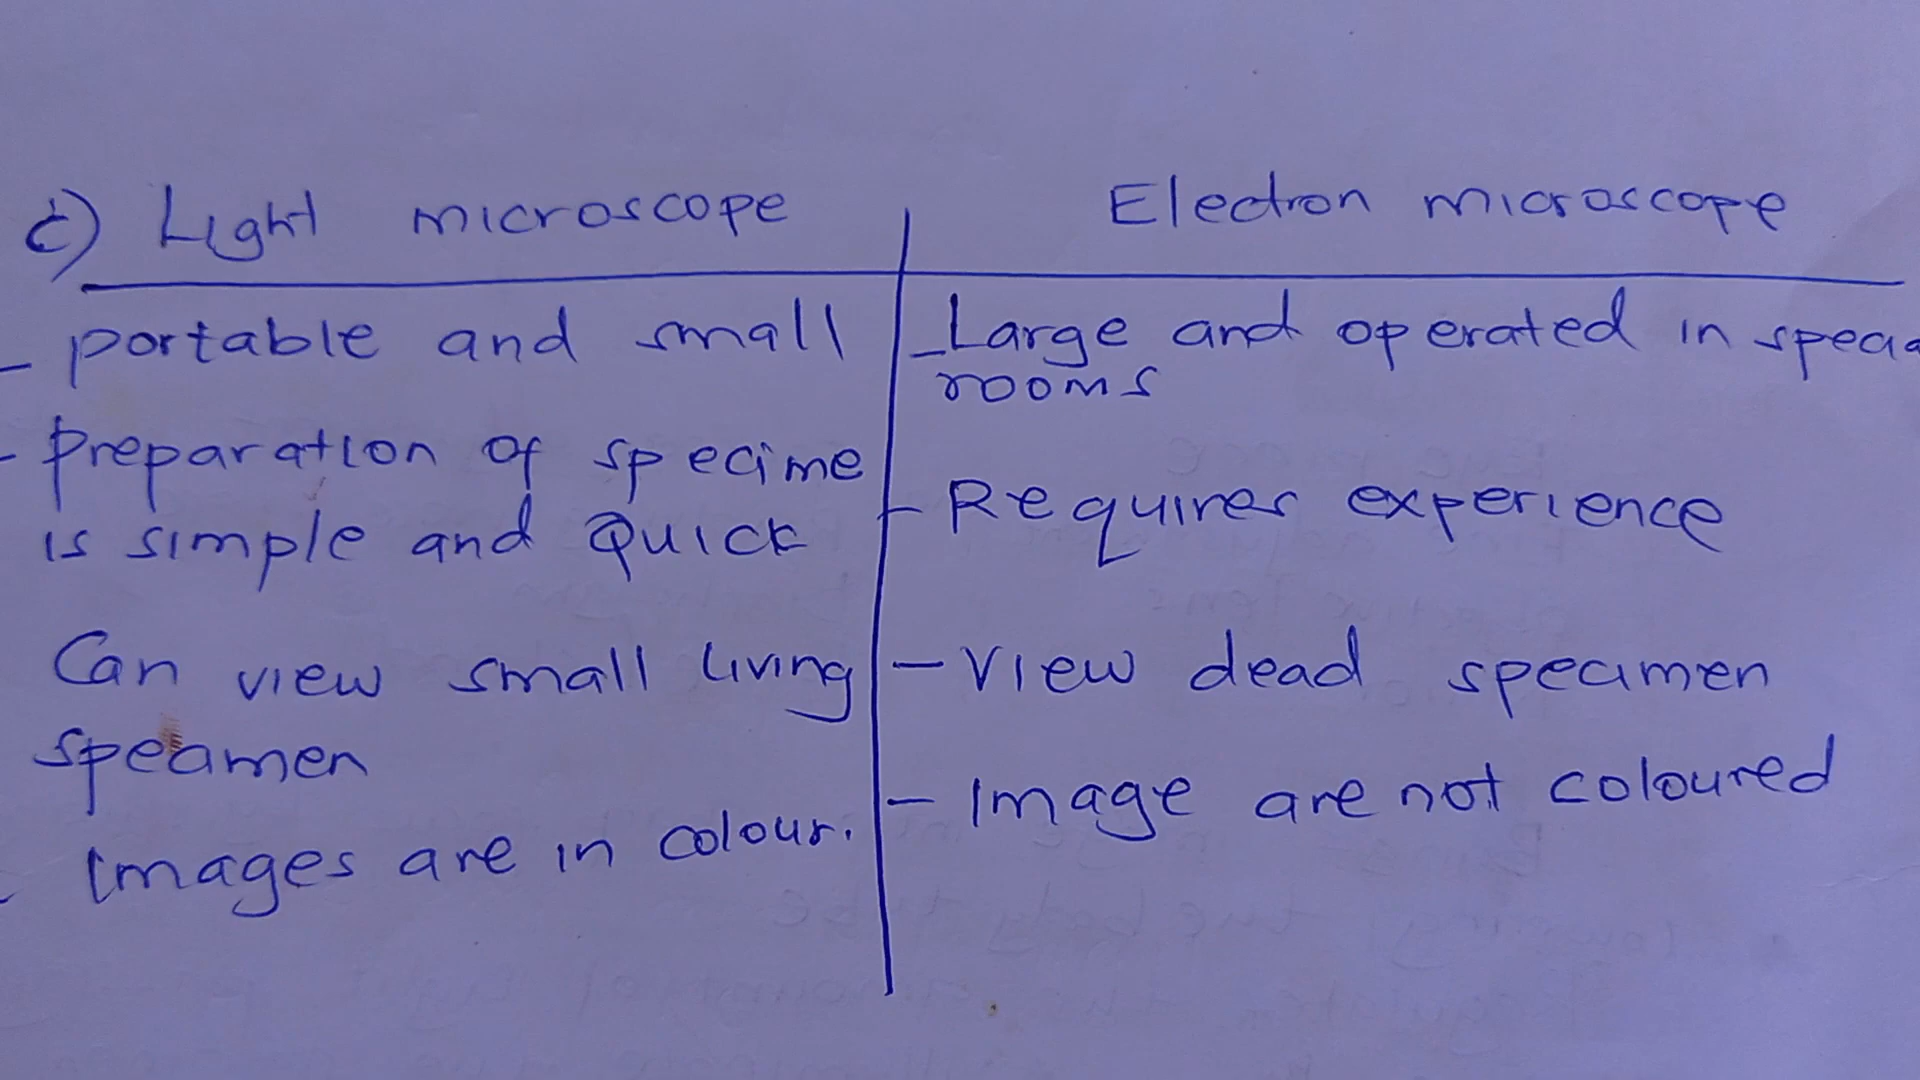 c) Light microscope
Electron microscope
- portable and small
- Large and operated in
rooms
- Preparation of specime
is simple and Quick
- Requires experience
Can view small living
specimen
- View dead specimen
- Images are in colour.
- Image are not coloured